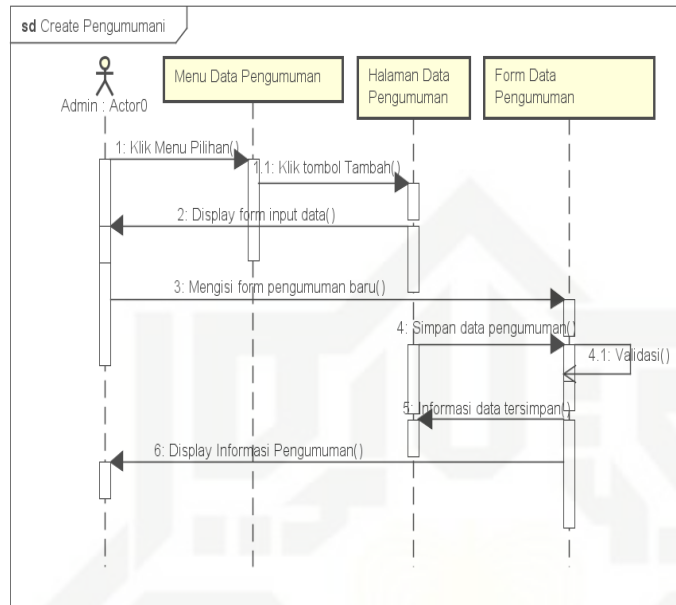 sd Create Pengumumani
Admin : Actor0
Menu Data Pengumuman
Halaman Data
Pengumuman
Form Data
Pengumuman
1: Klik Menu Pilihan()
1.1: Klik tombol Tambah()
2: Display form input data()
3: Mengisi form pengumuman baru()
4: Simpan data pengumuman()
4.1: Validasi()
5: Informasi data tersimpan()
6: Display Informasi Pengumuman()